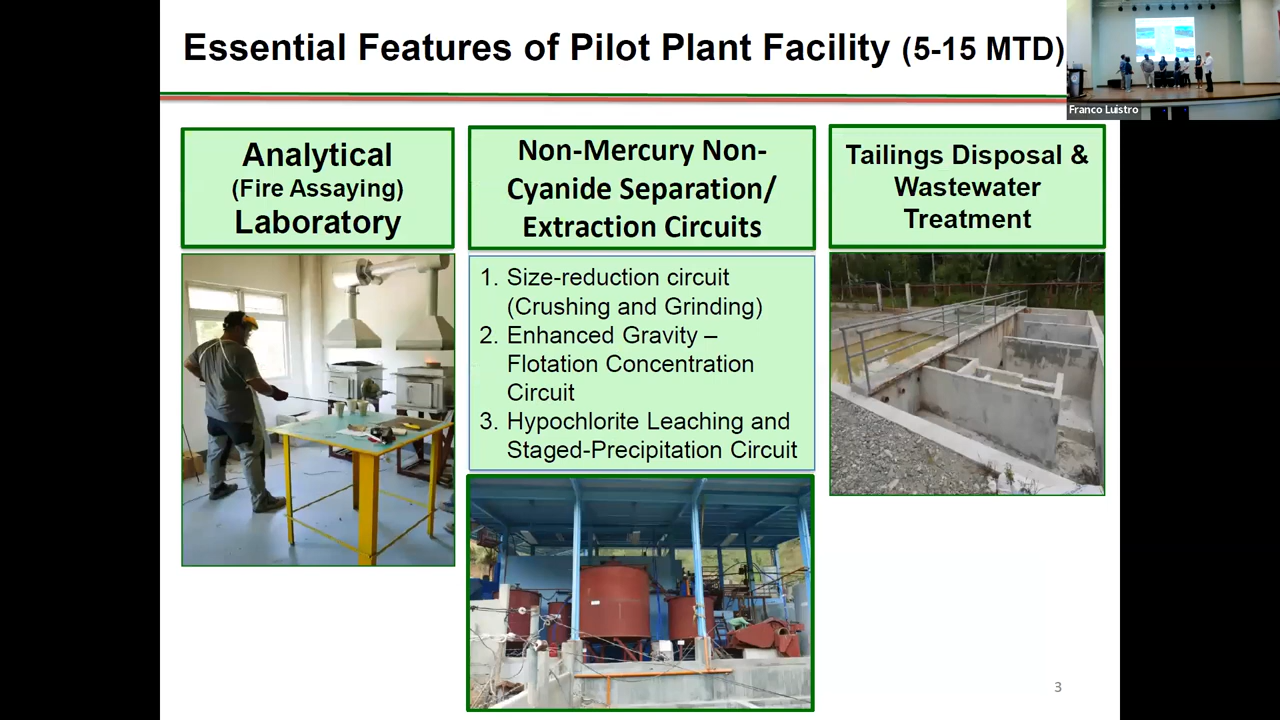 Essential Features of Pilot Plant Facility (5-15 MTD)
Franco Luistro
Analytical
(Fire Assaying)
Laboratory
Non-Mercury Non-
Cyanide Separation/
Extraction Circuits
1. Size-reduction circuit
(Crushing and Grinding)
2. Enhanced Gravity –
Flotation Concentration
Circuit
3. Hypochlorite Leaching and
Staged-Precipitation Circuit
Tailings Disposal &
Wastewater
Treatment
3